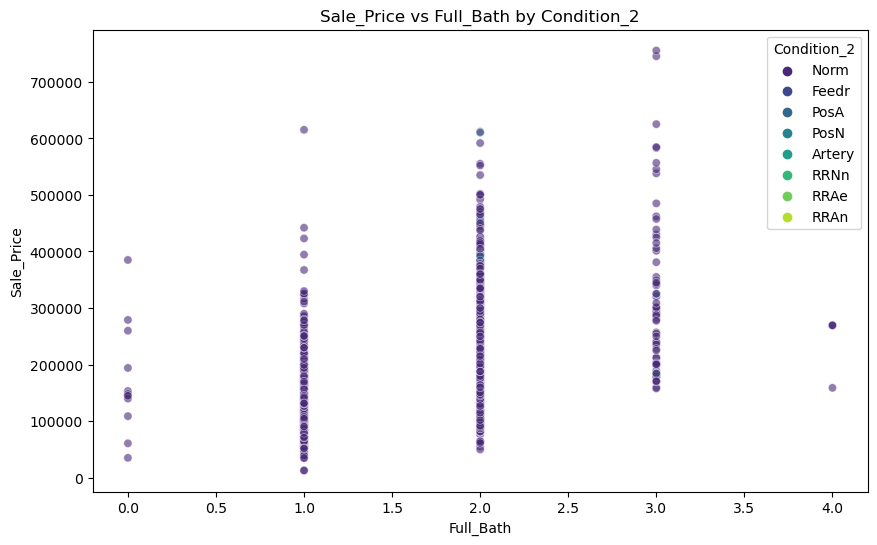 Sale_Price vs Full_Bath by Condition_2
Condition_2
Norm
Feedr
PosA
PosN
Artery
RRNn
RRAe
RRAn
Sale_Price
700000
600000
500000
400000
300000
200000
100000
0
0.0 0.5 1.0 1.5 2.0 2.5 3.0 3.5 4.0
Full_Bath